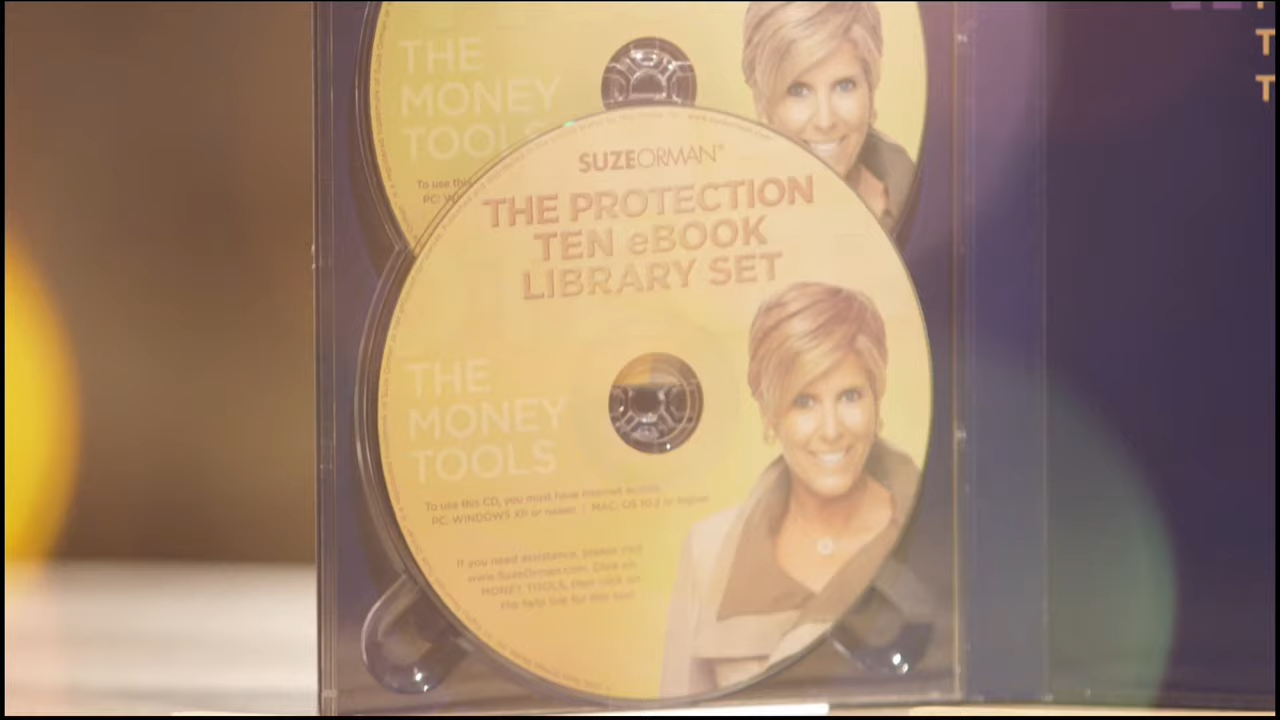 THE
MONEY
TOOLS
To use this
PC: WI
T
T
SUZEORMAN™
THE PROTECTION
TEN eBOOK
LIBRARY SET
THE
MONEY
TOOLS
To use this CD, you must have internet access
PC: WINDOWS XP or newer | MAC: OS 10.2 or higher
If you need assistance, please visit
www.SuzeOrman.com. Click on
MONEY TOOLS, then click on
the help link for this tool